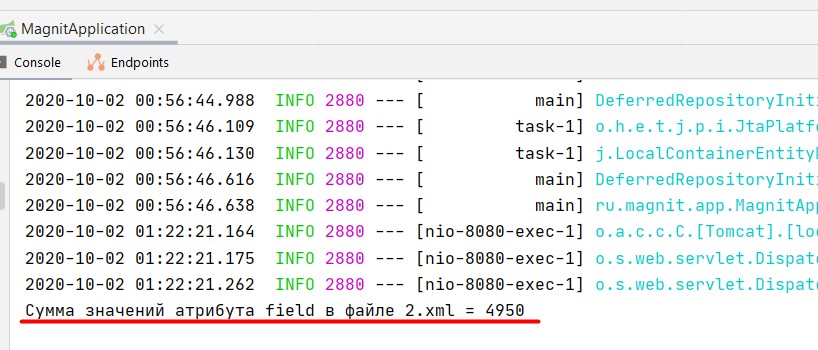 MagnitApplication
Console Endpoints
2020-10-02 00:56:44.988 INFO 2880 --- [ main] DeferredRepositoryIniti
2020-10-02 00:56:46.109 INFO 2880 --- [ task-1] o.h.e.t.j.p.i.JtaPlatfo
2020-10-02 00:56:46.130 INFO 2880 --- [ task-1] j.LocalContainerEntityM
2020-10-02 00:56:46.616 INFO 2880 --- [ main] DeferredRepositoryIniti
2020-10-02 00:56:46.638 INFO 2880 --- [ main] ru.magnit.app.MagnitApp
2020-10-02 01:22:21.164 INFO 2880 --- [nio-8080-exec-1] o.a.c.c.C.[Tomcat].[loc
2020-10-02 01:22:21.175 INFO 2880 --- [nio-8080-exec-1] o.s.web.servlet.Dispatc
2020-10-02 01:22:21.262 INFO 2880 --- [nio-8080-exec-1] o.s.web.servlet.Dispatc
Сумма значений атрибута field в файле 2.xml = 4950